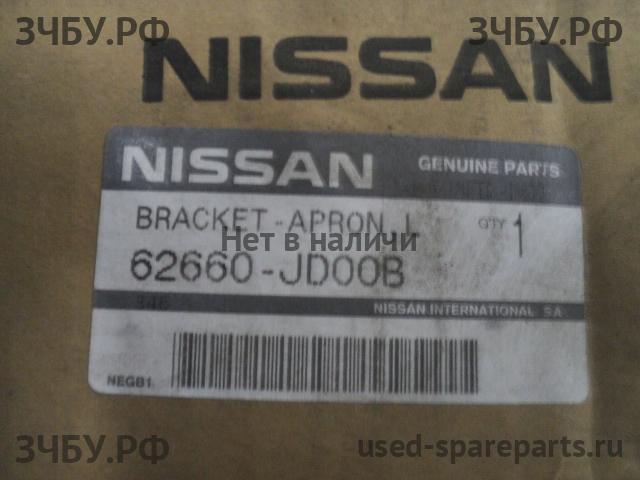 ЗЧБУ.РФ ЗЧБУ.РФ
NISSAN
NISSAN GENUINE PARTS
BRACKET-APRON,L QTY 1
Нет в наличи
62660-JD00B
NISSAN INTERNATIONAL SA
NEGB1
ЗЧБУ.РФ used-spareparts.ru